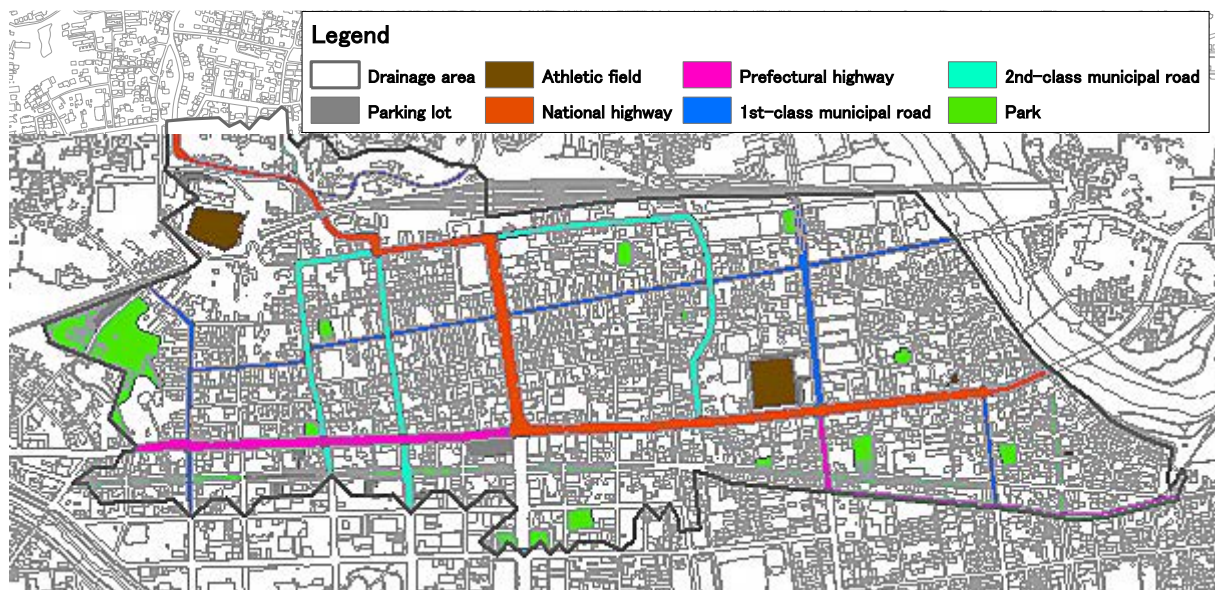 Legend
Drainage area Athletic field Prefectural highway 2nd-class municipal road
Parking lot National highway 1st-class municipal road Park